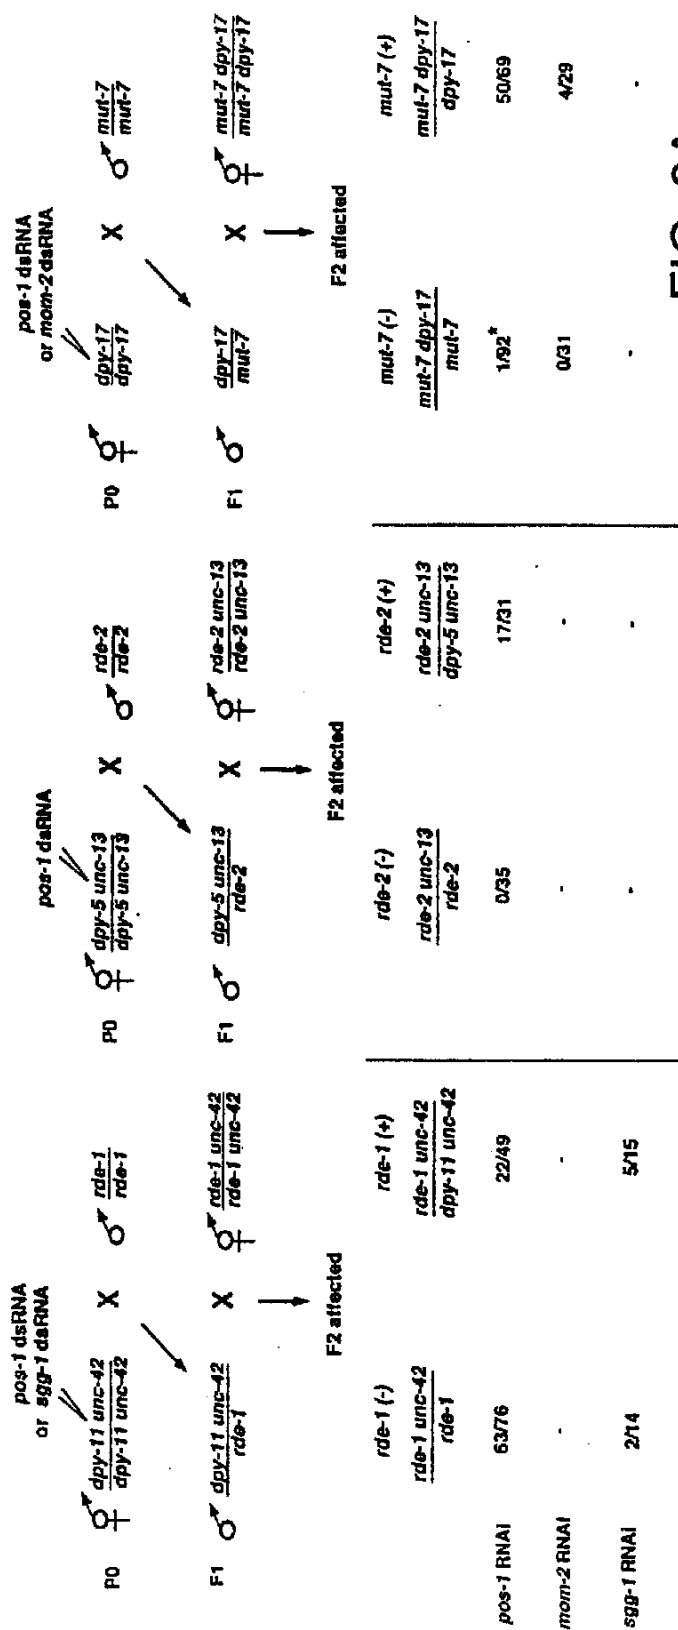 pos-1 dsRNA
or sgg-1 dsRNA
P0
dpy-11 unc-42
dpy-11 unc-42
X
rde-1
rde-1
F1
dpy-11 unc-42
rde-1
X
rde-1 unc-42
rde-1 unc-42
F2 affected
pos-1 dsRNA
P0
dpy-5 unc-13
dpy-5 unc-13
X
rde-2
rde-2
F1
dpy-5 unc-13
rde-2
X
rde-2 unc-13
rde-2 unc-13
F2 affected
pos-1 dsRNA
or mom-2 dsRNA
P0
dpy-17
dpy-17
X
mut-7
mut-7
F1
dpy-17
mut-7
X
mut-7 dpy-17
mut-7 dpy-17
F2 affected
rde-1 (-) rde-1 (+) rde-2 (-) rde-2 (+) mut-7 (-) mut-7 (+)
rde-1 unc-42 rde-1 unc-42 rde-2 unc-13 rde-2 unc-13 mut-7 dpy-17 mut-7 dpy-17
rde-1 dpy-11 unc-42 rde-2 dpy-5 unc-13 mut-7 dpy-17
pos-1 RNAi 63/76 22/49 0/35 17/31 1/92* 50/69
mom-2 RNAi - - - - 0/31 4/29
sgg-1 RNAi 2/14 5/15 - - - -